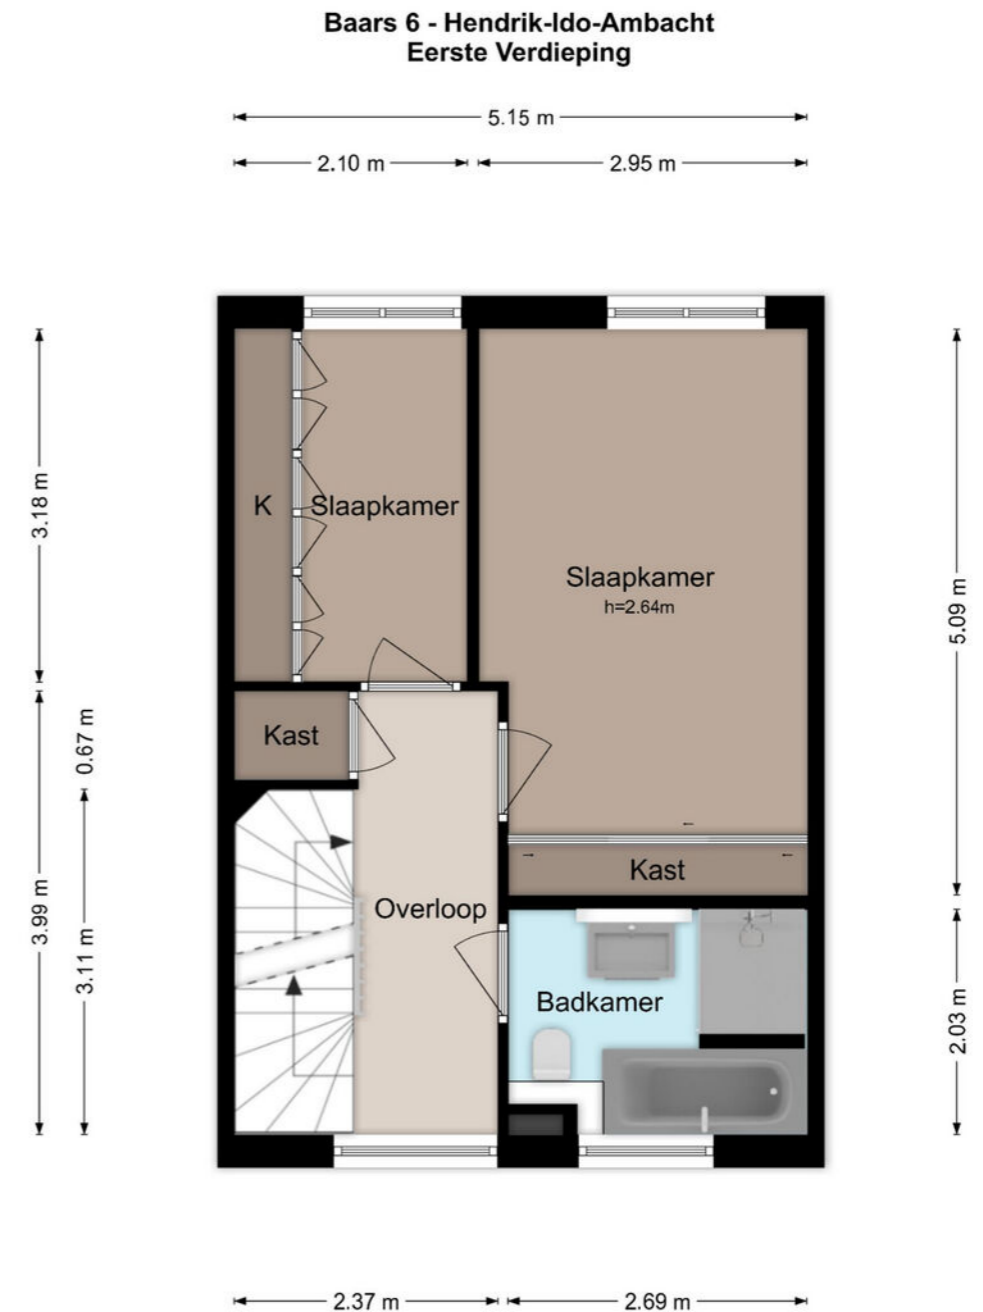 Baars 6 - Hendrik-Ido-Ambacht
Eerste Verdieping
5.15 m
2.10 m
2.95 m
3.18 m
K
Slaapkamer
Slaapkamer
h=2.64m
5.09 m
0.67 m
Kast
Kast
3.99 m
Overloop
3.11 m
Badkamer
2.03 m
2.37 m
2.69 m